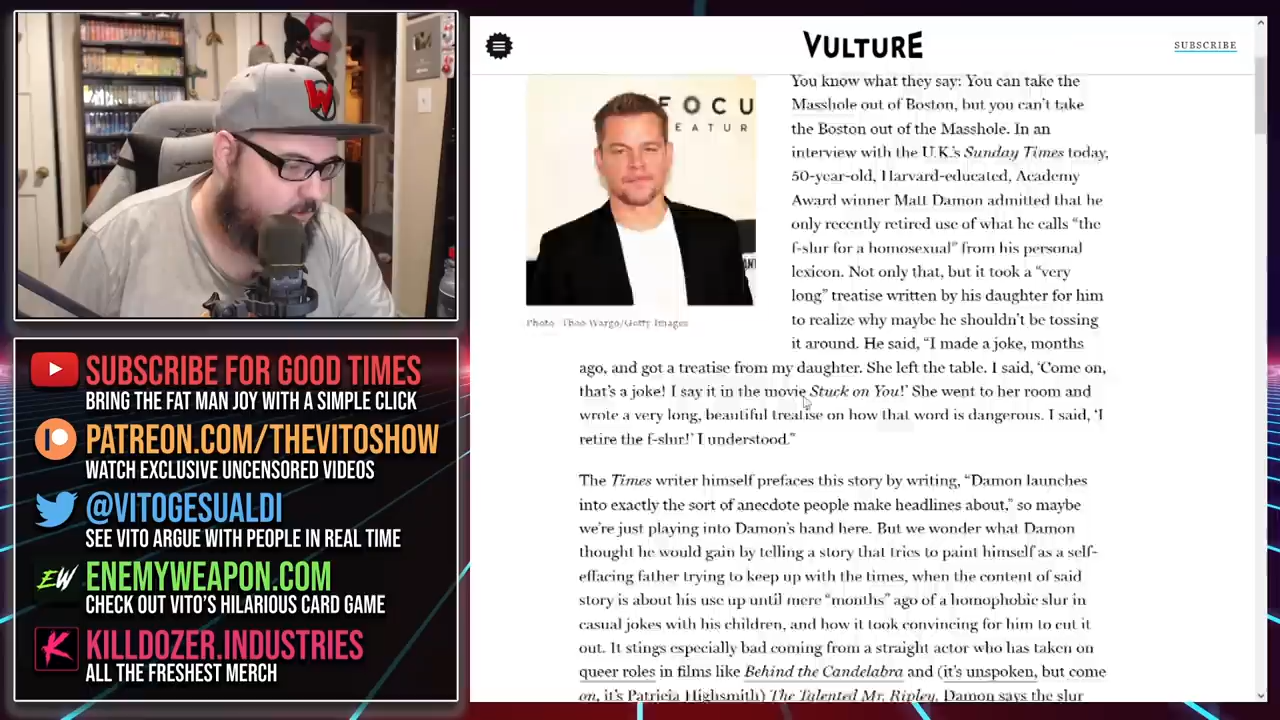 SUBSCRIBE FOR GOOD TIMES
BRING THE FAT MAN JOY WITH A SIMPLE CLICK
PATREON.COM/THEVITOSHOW
WATCH EXCLUSIVE UNCENSORED VIDEOS
@VITOGESUALDI
SEE VITO ARGUE WITH PEOPLE IN REAL TIME
EW
ENEMYWEAPON.COM
CHECK OUT VITO'S HILARIOUS CARD GAME
K
KILLDOZER.INDUSTRIES
ALL THE FRESHEST MERCH
VULTURE
SUBSCRIBE
FOCU
EATUR
Photo: Theo Wargo/Getty Images
You know what they say: You can take the
Masshole out of Boston, but you can't take
the Boston out of the Masshole. In an
interview with the U.K.'s Sunday Times today,
50-year-old, Harvard-educated, Academy
Award winner Matt Damon admitted that he
only recently retired use of what he calls “the
f-slur for a homosexual” from his personal
lexicon. Not only that, but it took a “very
long” treatise written by his daughter for him
to realize why maybe he shouldn't be tossing
it around. He said, “I made a joke, months
ago, and got a treatise from my daughter. She left the table. I said, ‘Come on,
that's a joke! I say it in the movie Stuck on You!’ She went to her room and
wrote a very long, beautiful treatise on how that word is dangerous. I said, ‘I
retire the f-slur!’ I understood.”
The Times writer himself prefaces this story by writing, “Damon launches
into exactly the sort of anecdote people make headlines about,” so maybe
we're just playing into Damon's hand here. But we wonder what Damon
thought he would gain by telling a story that tries to paint himself as a self-
effacing father trying to keep up with the times, when the content of said
story is about his use up until mere “months” ago of a homophobic slur in
casual jokes with his children, and how it took convincing for him to cut it
out. It stings especially bad coming from a straight actor who has taken on
queer roles in films like Behind the Candelabra and (it's unspoken, but come
on, it's Patricia Highsmith) The Talented Mr. Ripley. Damon says the slur